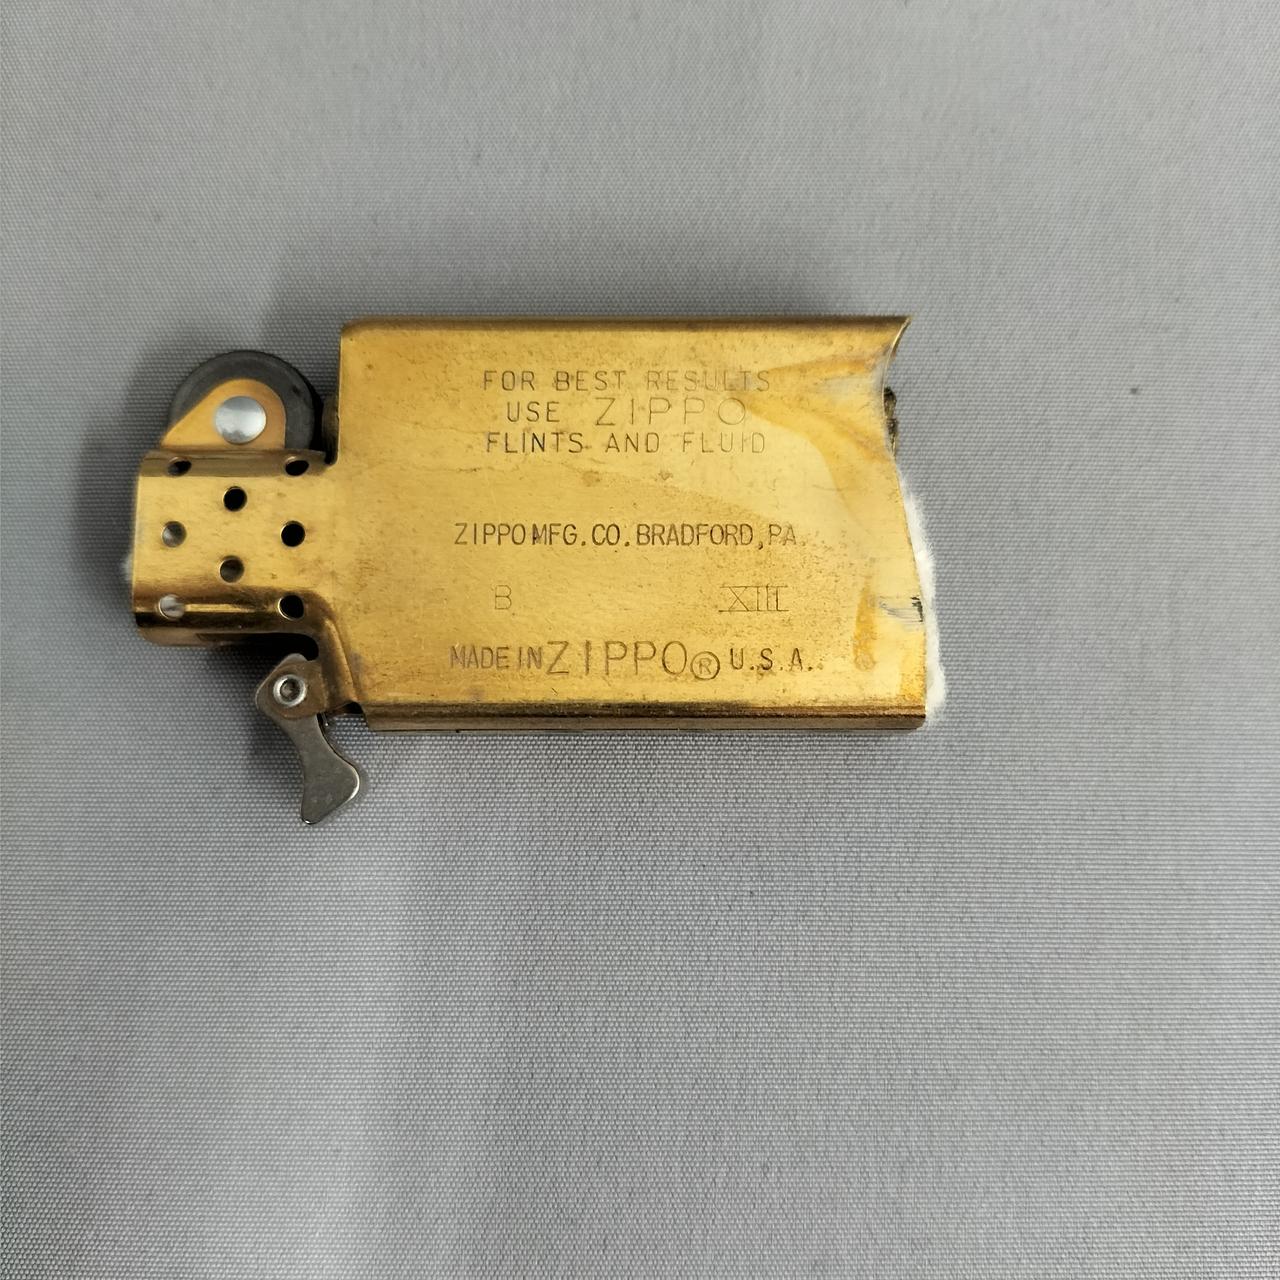 FOR BEST RESULTS
USE ZIPPO
FLINTS AND FLUID
ZIPPO MFG. CO. BRADFORD, PA.
B XIII
MADE IN ZIPPO® U.S.A.